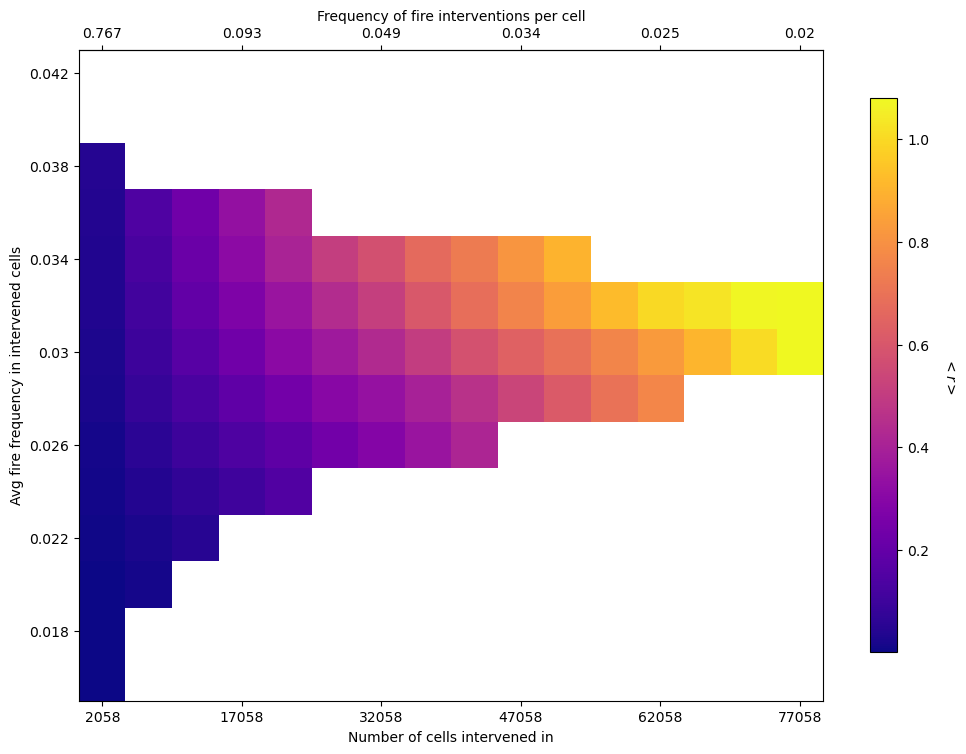 Frequency of fire interventions per cell
0.767 0.093 0.049 0.034 0.025 0.02
0.042
0.038
0.034
0.03
0.026
0.022
0.018
Avg fire frequency in intervened cells
2058 17058 32058 47058 62058 77058
Number of cells intervened in
1.0
0.8
0.6
0.4
0.2
<r>